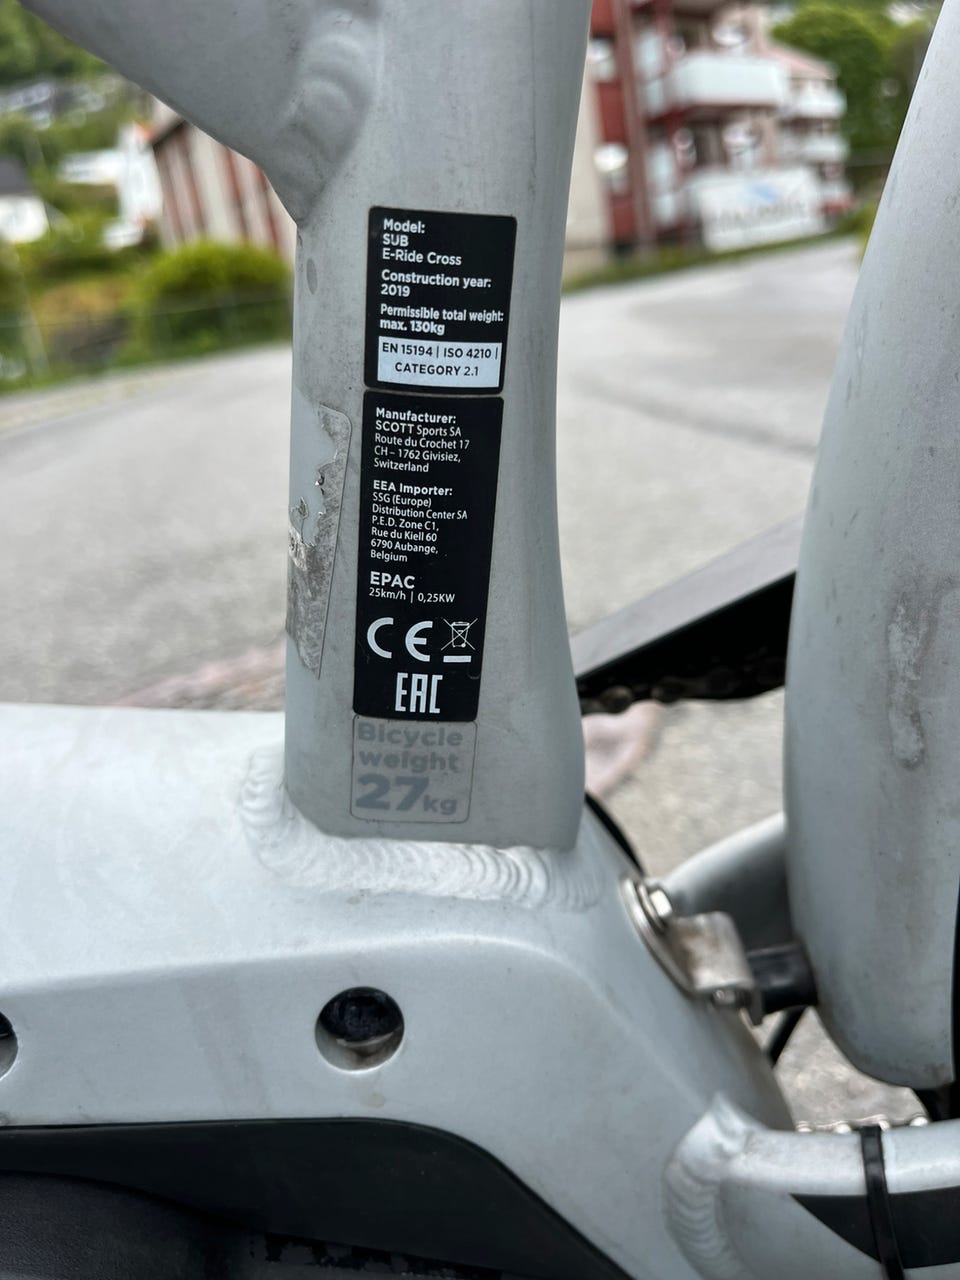 Model:
SUB
E-Ride Cross
Construction year:
2019
Permissible total weight:
max. 130kg
EN 15194 | ISO 4210 |
CATEGORY 2.1
Manufacturer:
SCOTT Sports SA
Route du Crochet 17
CH – 1762 Givisiez,
Switzerland
EEA Importer:
SSG (Europe)
Distribution Center SA
P.E.D. Zone C1,
Rue du Kiell 60
6790 Aubange,
Belgium
EPAC
25km/h | 0,25KW
CE
EAC
Bicycle
weight
27kg